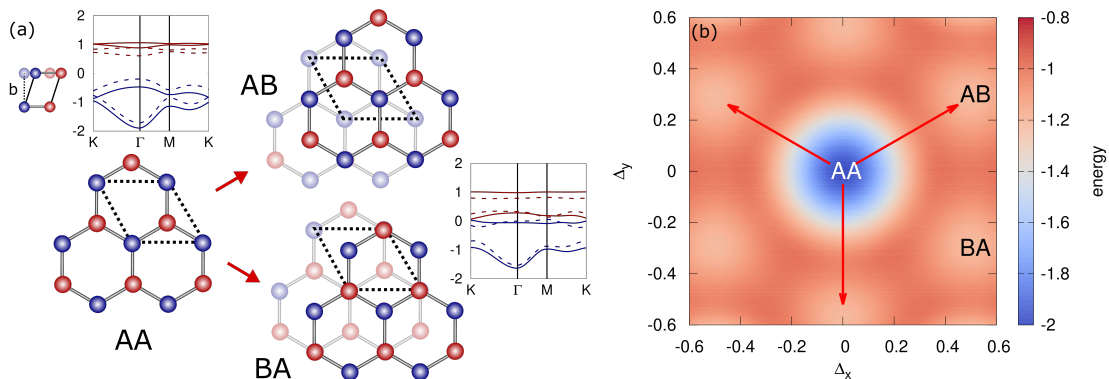 (a)
2
1
0
-1
-2
K Γ M K
b
AB
AA
BA
2
1
0
-1
-2
K Γ M K
(b)
0.6
0.4
0.2
0
-0.2
-0.4
-0.6
Δy
-0.6 -0.4 -0.2 0 0.2 0.4 0.6
Δx
AB
AA
BA
-0.8
-1
-1.2
-1.4
-1.6
-1.8
-2
energy